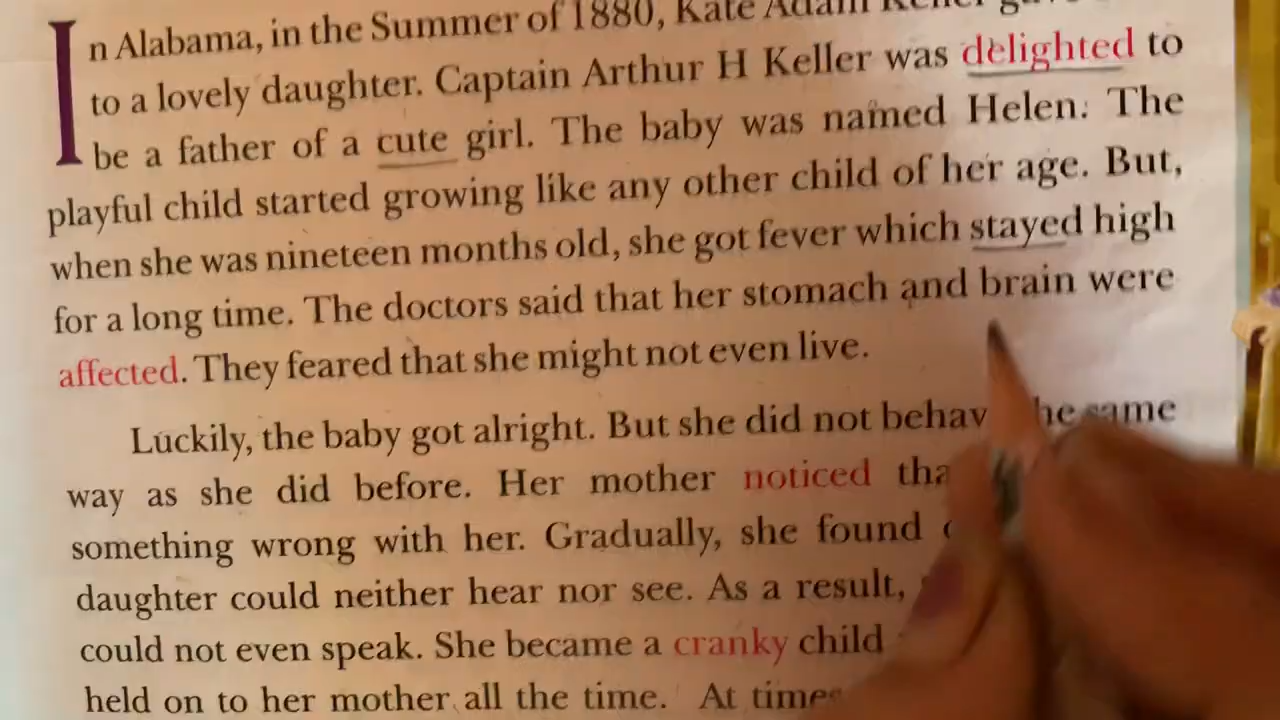 In Alabama, in the Summer of 1880, Kate Adam Keller
to a lovely daughter. Captain Arthur H Keller was delighted to
be a father of a cute girl. The baby was named Helen. The
playful child started growing like any other child of her age. But,
when she was nineteen months old, she got fever which stayed high
for a long time. The doctors said that her stomach and brain were
affected. They feared that she might not even live.
Luckily, the baby got alright. But she did not same
way as she did before. Her mother noticed
something wrong with her. Gradually, she found
daughter could neither hear nor see. As a result,
could not even speak. She became a cranky child
held on to her mother all the time. At times